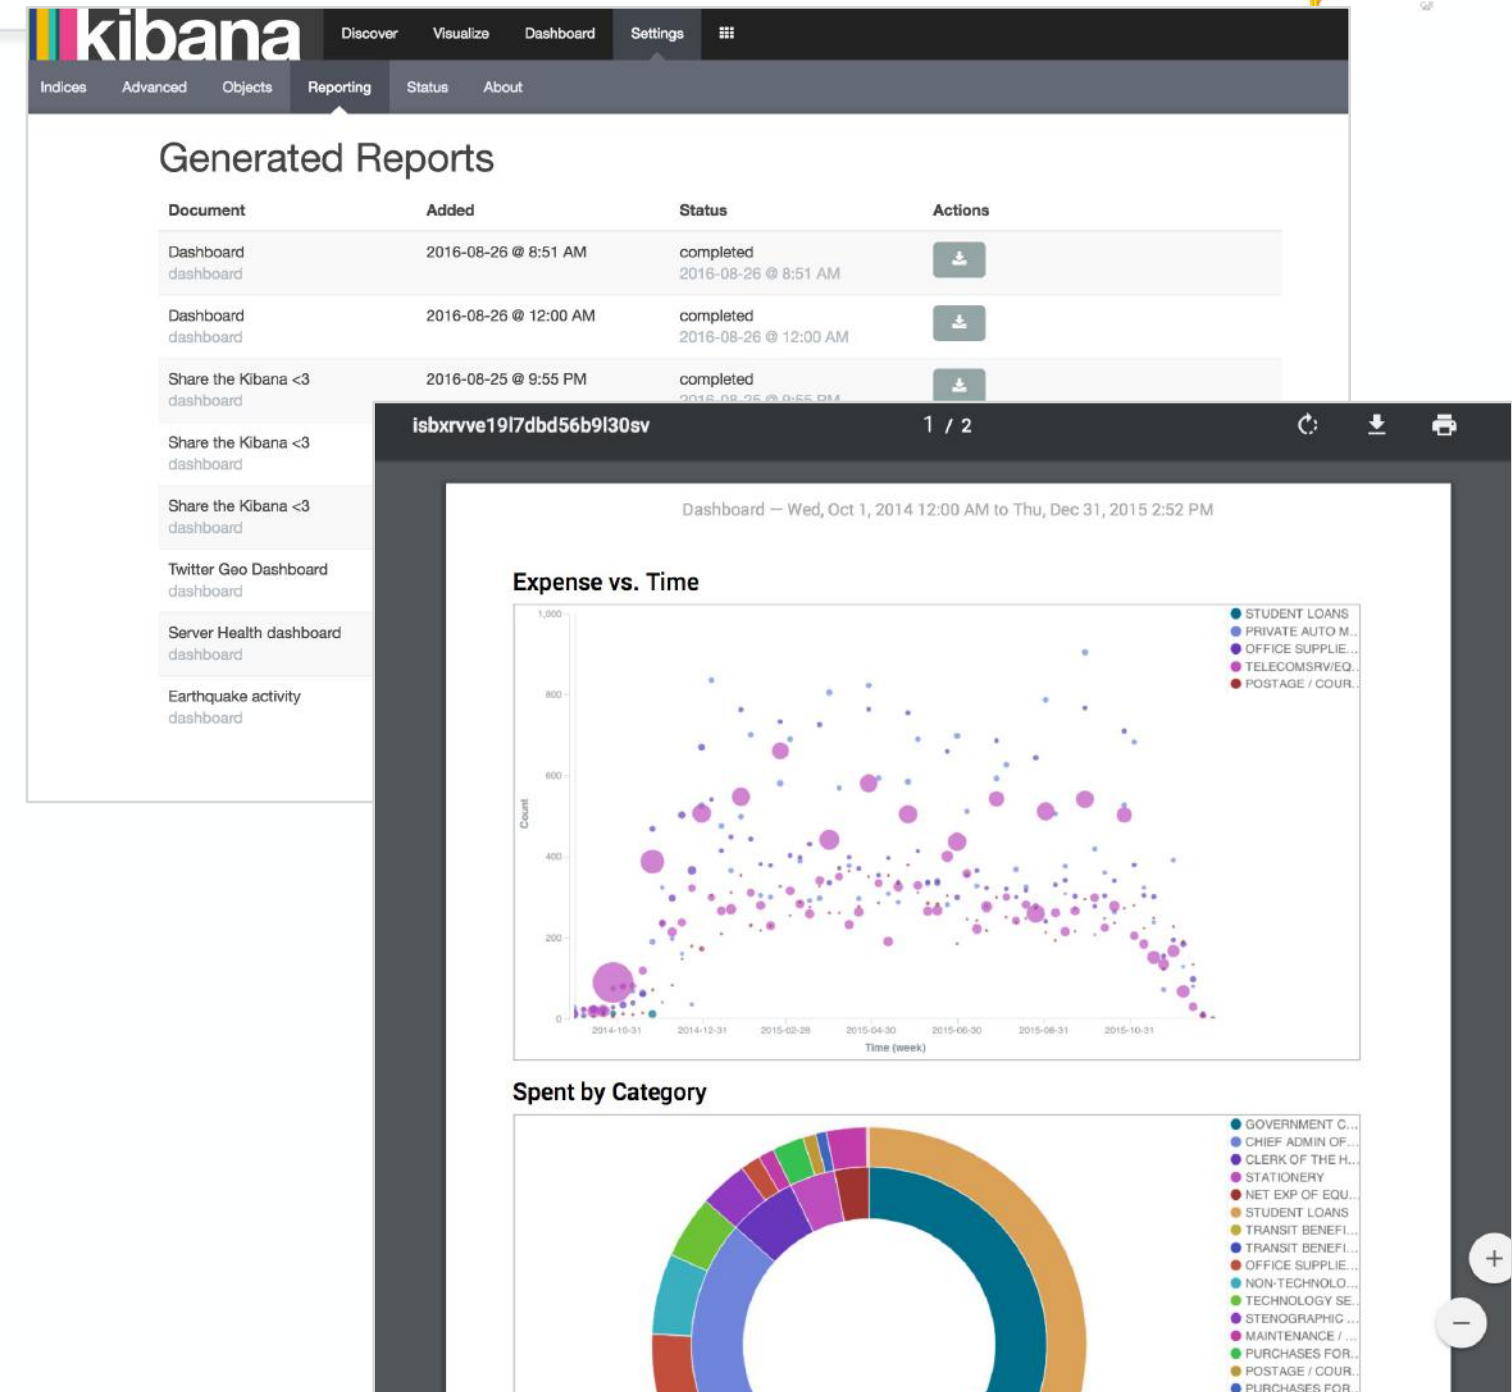 kibana
Discover Visualize Dashboard Settings
Indices Advanced Objects Reporting Status About
Generated Reports
Document Added Status Actions
Dashboard 2016-08-26 @ 8:51 AM completed
dashboard 2016-08-26 @ 8:51 AM
Dashboard 2016-08-26 @ 12:00 AM completed
dashboard 2016-08-26 @ 12:00 AM
Share the Kibana <3 2016-08-25 @ 9:55 PM completed
dashboard 2016-08-25 @ 9:55 PM
Share the Kibana <3
dashboard
Share the Kibana <3
dashboard
Twitter Geo Dashboard
dashboard
Server Health dashboard
dashboard
Earthquake activity
dashboard
isbxrvve19l7dbd56b9l30sv 1 / 2
Dashboard — Wed, Oct 1, 2014 12:00 AM to Thu, Dec 31, 2015 2:52 PM
Expense vs. Time
1,000
800
600
400
200
0
Count
2014-10-31 2014-12-31 2015-02-28 2015-04-30 2015-06-30 2015-08-31 2015-10-31
Time (week)
STUDENT LOANS
PRIVATE AUTO M...
OFFICE SUPPLIE...
TELECOMSRV/EQ...
POSTAGE / COUR...
Spent by Category
GOVERNMENT C...
CHIEF ADMIN OF...
CLERK OF THE H...
STATIONERY
NET EXP OF EQU...
STUDENT LOANS
TRANSIT BENEFI...
TRANSIT BENEFI...
OFFICE SUPPLIE...
NON-TECHNOLO...
TECHNOLOGY SE...
STENOGRAPHIC ...
MAINTENANCE / ...
PURCHASES FOR...
POSTAGE / COUR...
PURCHASES FOR...